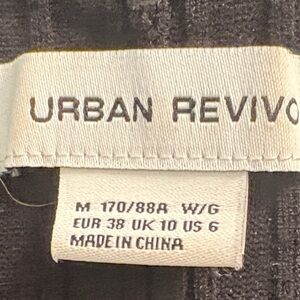 URBAN REVIVO
M 170/88A W/G
EUR 38 UK 10 US 6
MADE IN CHINA